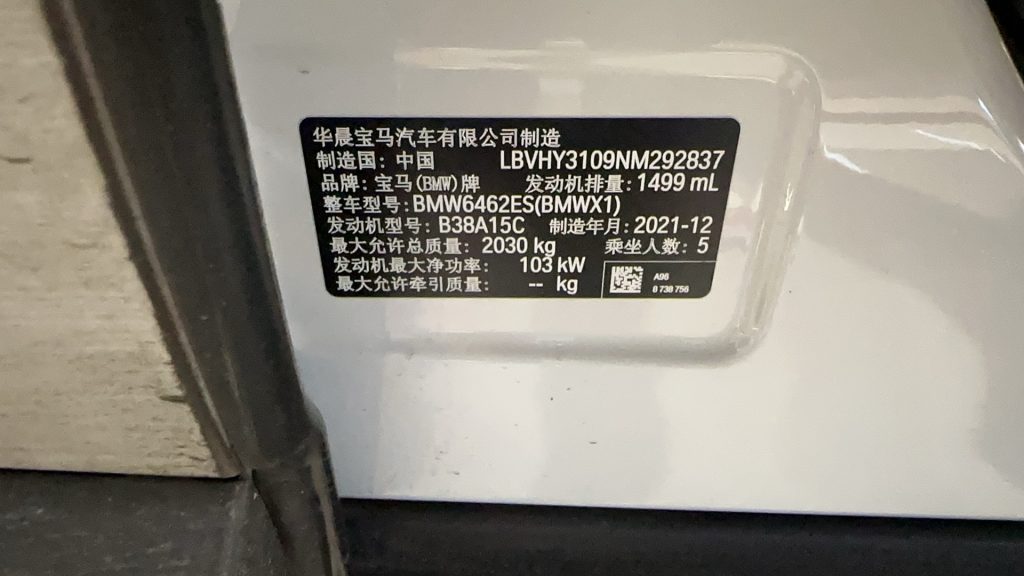 华晨宝马汽车有限公司制造
制造国：中国 LBVHY3109NM292837
品牌：宝马(BMW)牌 发动机排量：1499 mL
整车型号：BMW6462ES(BMWX1)
发动机型号：B38A15C 制造年月：2021-12
最大允许总质量：2030 kg 乘坐人数：5
发动机最大净功率：103 kW
最大允许牵引质量：-- kg
A96
8 738 756